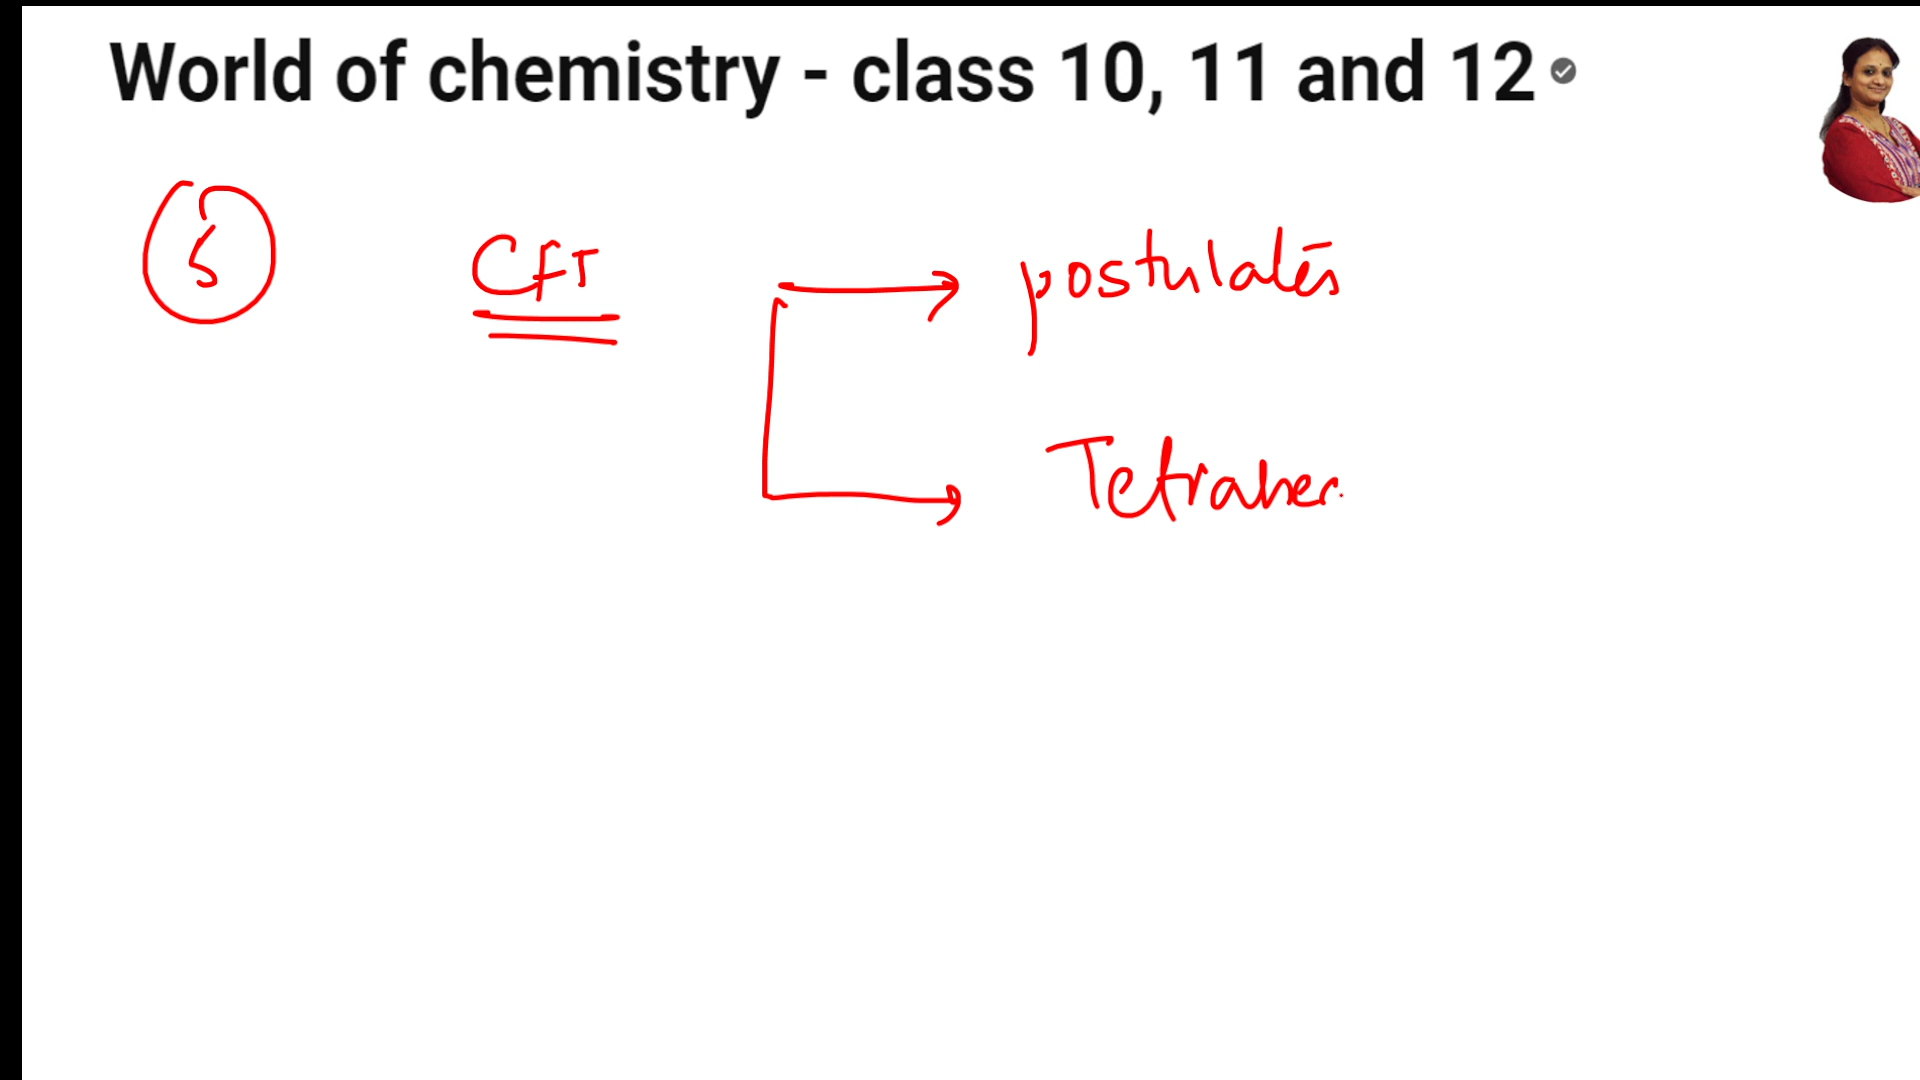 World of chemistry - class 10, 11 and 12
5 CFT postulates
Tetraher